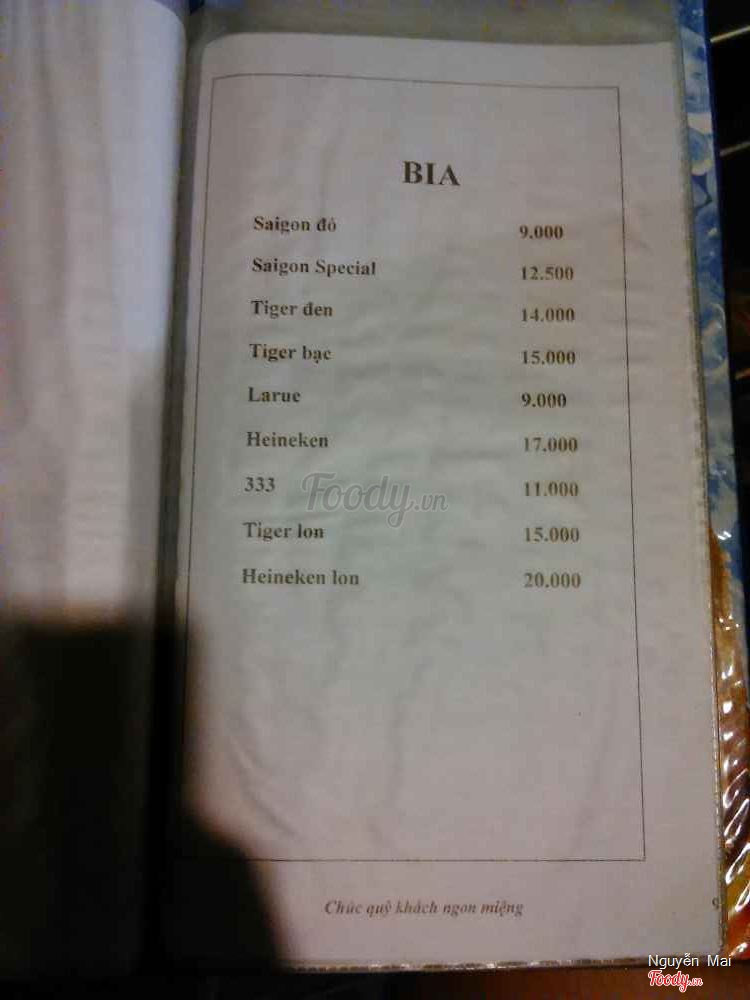 BIA
Saigon đỏ 9.000
Saigon Special 12.500
Tiger đen 14.000
Tiger bạc 15.000
Larue 9.000
Heineken 17.000
333 11.000
Tiger lon 15.000
Heineken lon 20.000
Foody.vn
Chúc quý khách ngon miệng
9
Nguyễn Mai
Foody.vn